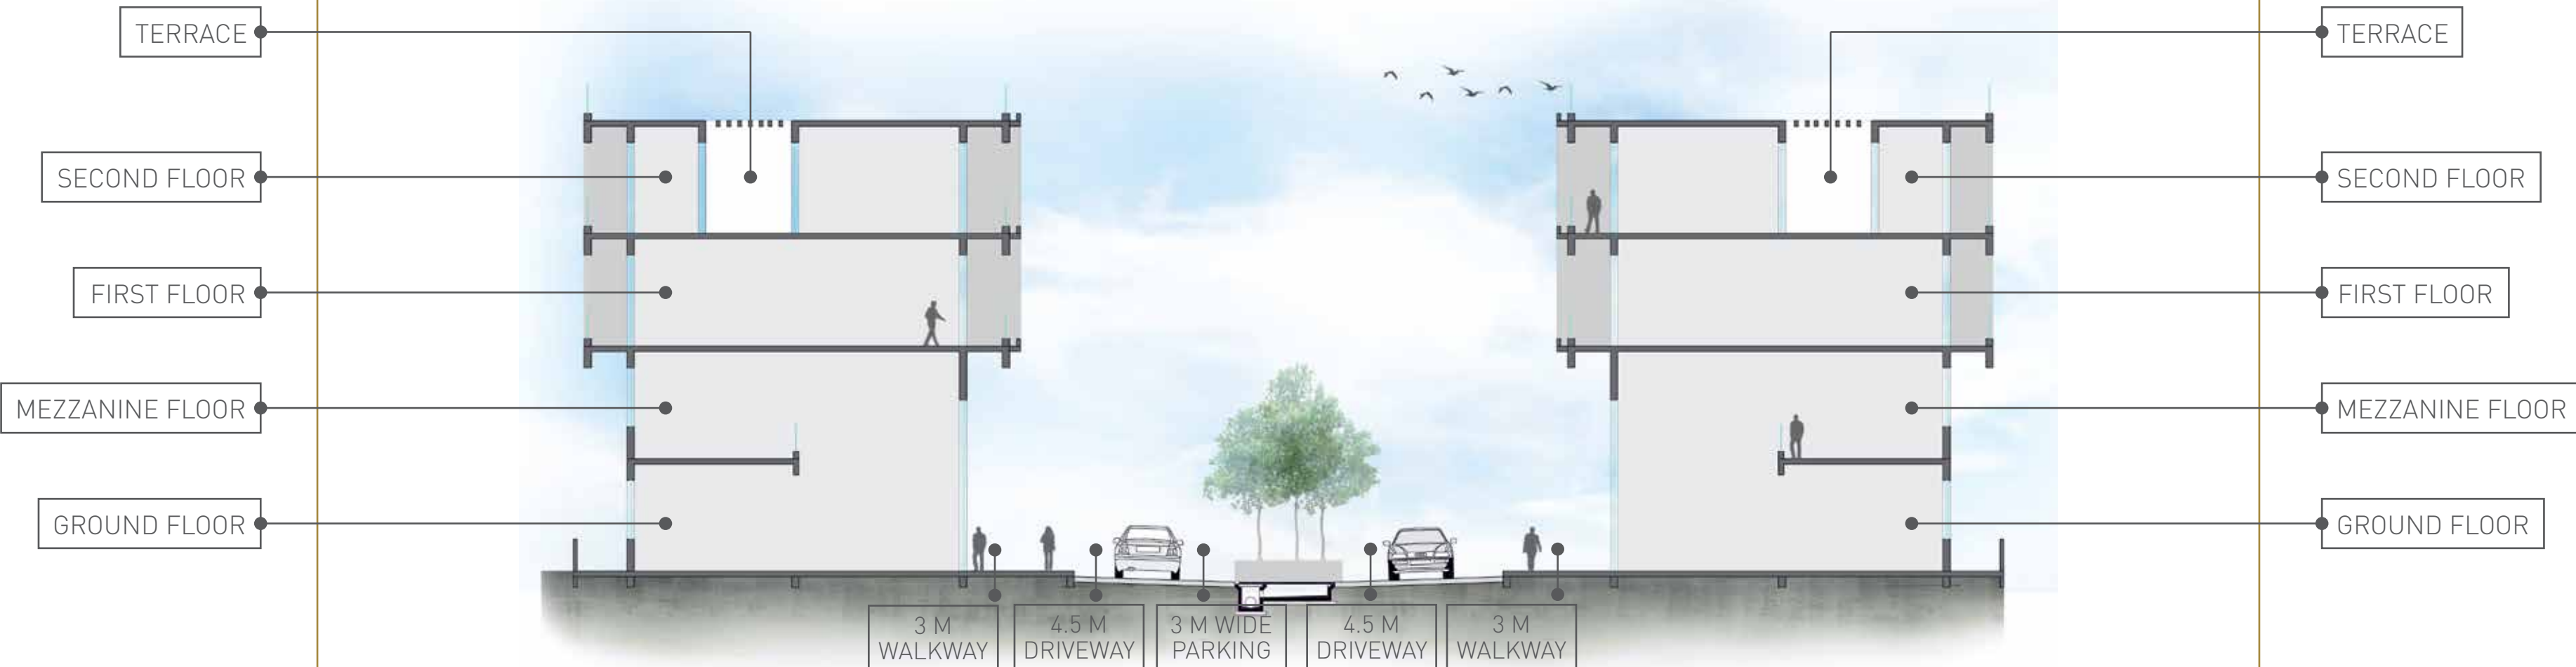 TERRACE
TERRACE
SECOND FLOOR
SECOND FLOOR
FIRST FLOOR
FIRST FLOOR
MEZZANINE FLOOR
MEZZANINE FLOOR
GROUND FLOOR
GROUND FLOOR
3 M
WALKWAY
4.5 M
DRIVEWAY
3 M WIDE
PARKING
4.5 M
DRIVEWAY
3 M
WALKWAY